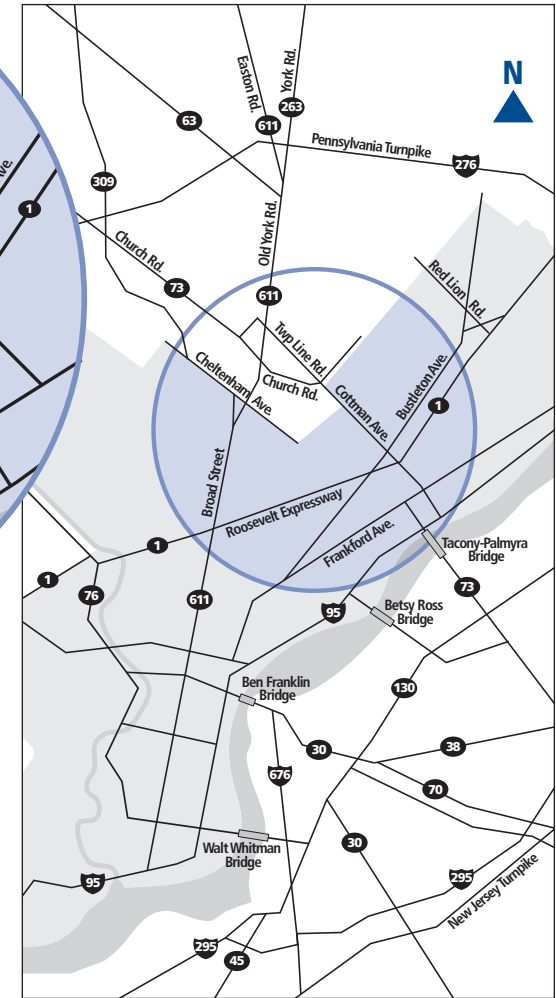 N
Easton Rd.
York Rd.
263
611
63
Pennsylvania Turnpike
276
ve.
309
1
Church Rd.
Old York Rd.
73
611
Red Lion Rd.
Twp Line Rd.
Church Rd.
Cheltenham Ave.
Cottman Ave.
Bustleton Ave.
1
Broad Street
Roosevelt Expressway
Frankford Ave.
1
Tacony-Palmyra
Bridge
1
76
611
95
73
Betsy Ross
Bridge
Ben Franklin
Bridge
130
30
38
676
70
30
Walt Whitman
Bridge
95
295
New Jersey Turnpike
295
45